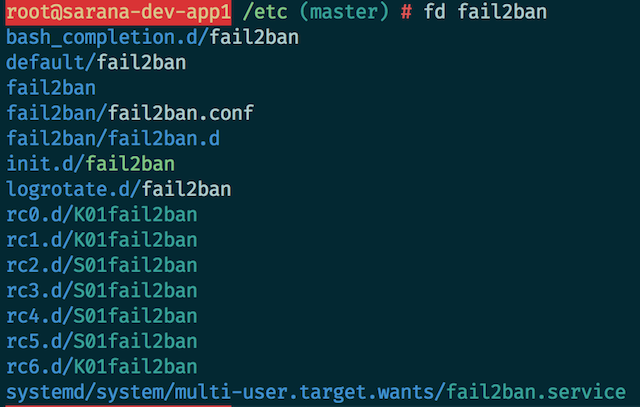 root@sarana-dev-app1 /etc (master) # fd fail2ban
bash_completion.d/fail2ban
default/fail2ban
fail2ban
fail2ban/fail2ban.conf
fail2ban/fail2ban.d
init.d/fail2ban
logrotate.d/fail2ban
rc0.d/K01fail2ban
rc1.d/K01fail2ban
rc2.d/S01fail2ban
rc3.d/S01fail2ban
rc4.d/S01fail2ban
rc5.d/S01fail2ban
rc6.d/K01fail2ban
systemd/system/multi-user.target.wants/fail2ban.service